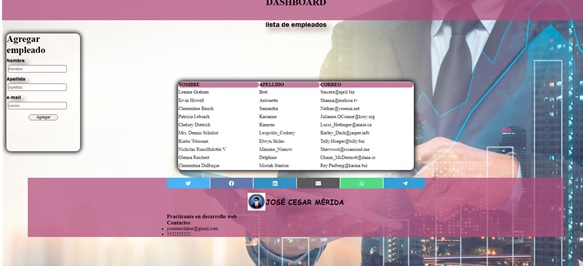 DASHBOARD
lista de empleados
Agregar
empleado
Nombre
Nombre
Apellido
Apellido
e-mail
correo
Agregar
NOMBRE APELLIDO CORREO
Leanne Graham Bret Sincere@april.biz
Ervin Howell Antonette Shanna@melissa.tv
Clementine Bauch Samantha Nathan@yesenia.net
Patricia Lebsack Karianne Julianne.OConner@kory.org
Chelsey Dietrich Kamren Lucio_Hettinger@annie.ca
Mrs. Dennis Schulist Leopoldo_Corkery Karley_Dach@jasper.info
Kurtis Weissnat Elwyn.Skiles Telly.Hoeger@billy.biz
Nicholas Runolfsdottir V Maxime_Nienow Sherwood@rosamond.me
Glenna Reichert Delphine Chaim_McDermott@dana.io
Clementina DuBuque Moriah.Stanton Rey.Padberg@karina.biz
JOSÉ CESAR MÉRIDA
Practicante en desarrollo web
Contactos